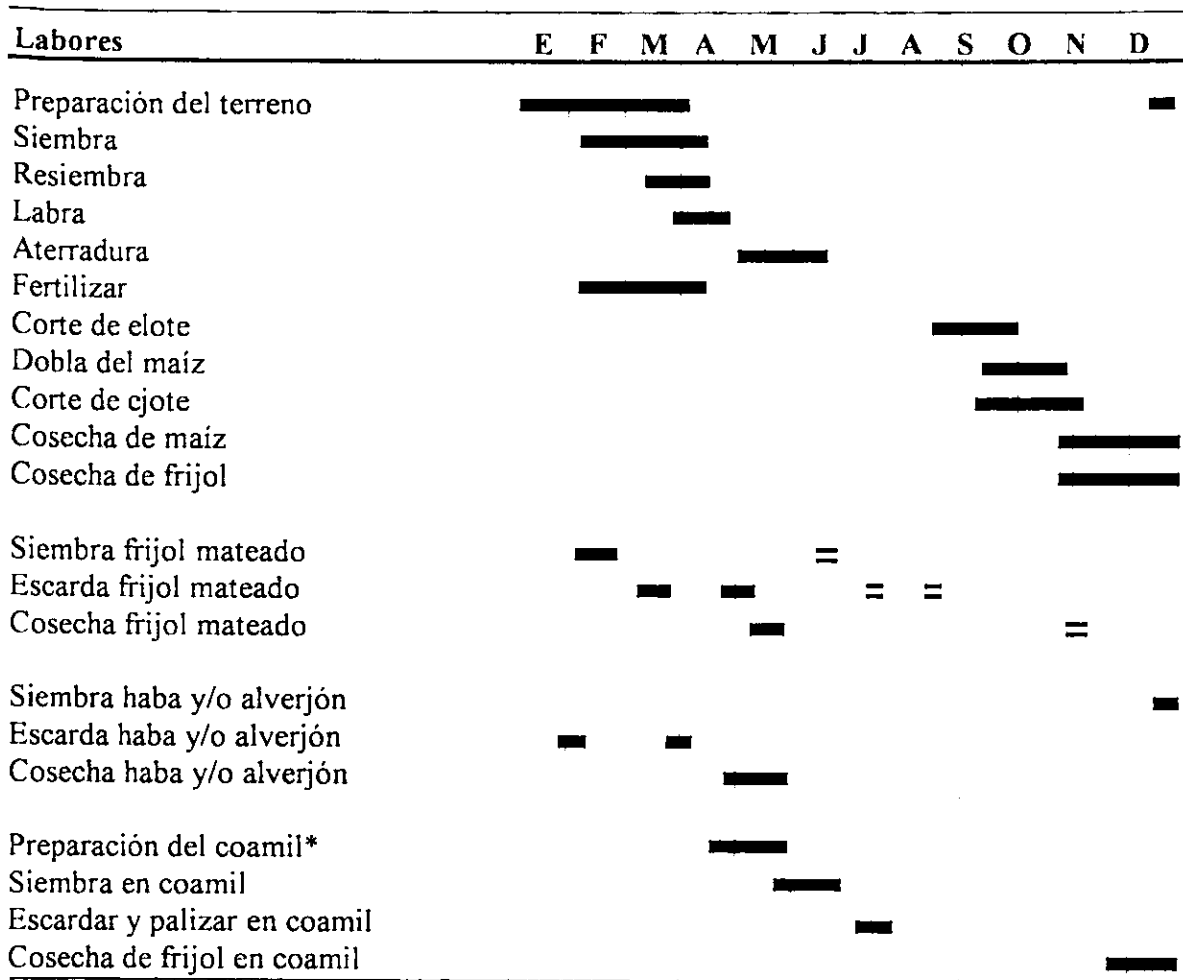 Labores E F M A M J J A S O N D
Preparación del terreno
Siembra
Resiembra
Labra
Aterradura
Fertilizar
Corte de elote
Dobla del maíz
Corte de cjote
Cosecha de maíz
Cosecha de frijol
Siembra frijol mateado
Escarda frijol mateado
Cosecha frijol mateado
Siembra haba y/o alverjón
Escarda haba y/o alverjón
Cosecha haba y/o alverjón
Preparación del coamil*
Siembra en coamil
Escardar y palizar en coamil
Cosecha de frijol en coamil